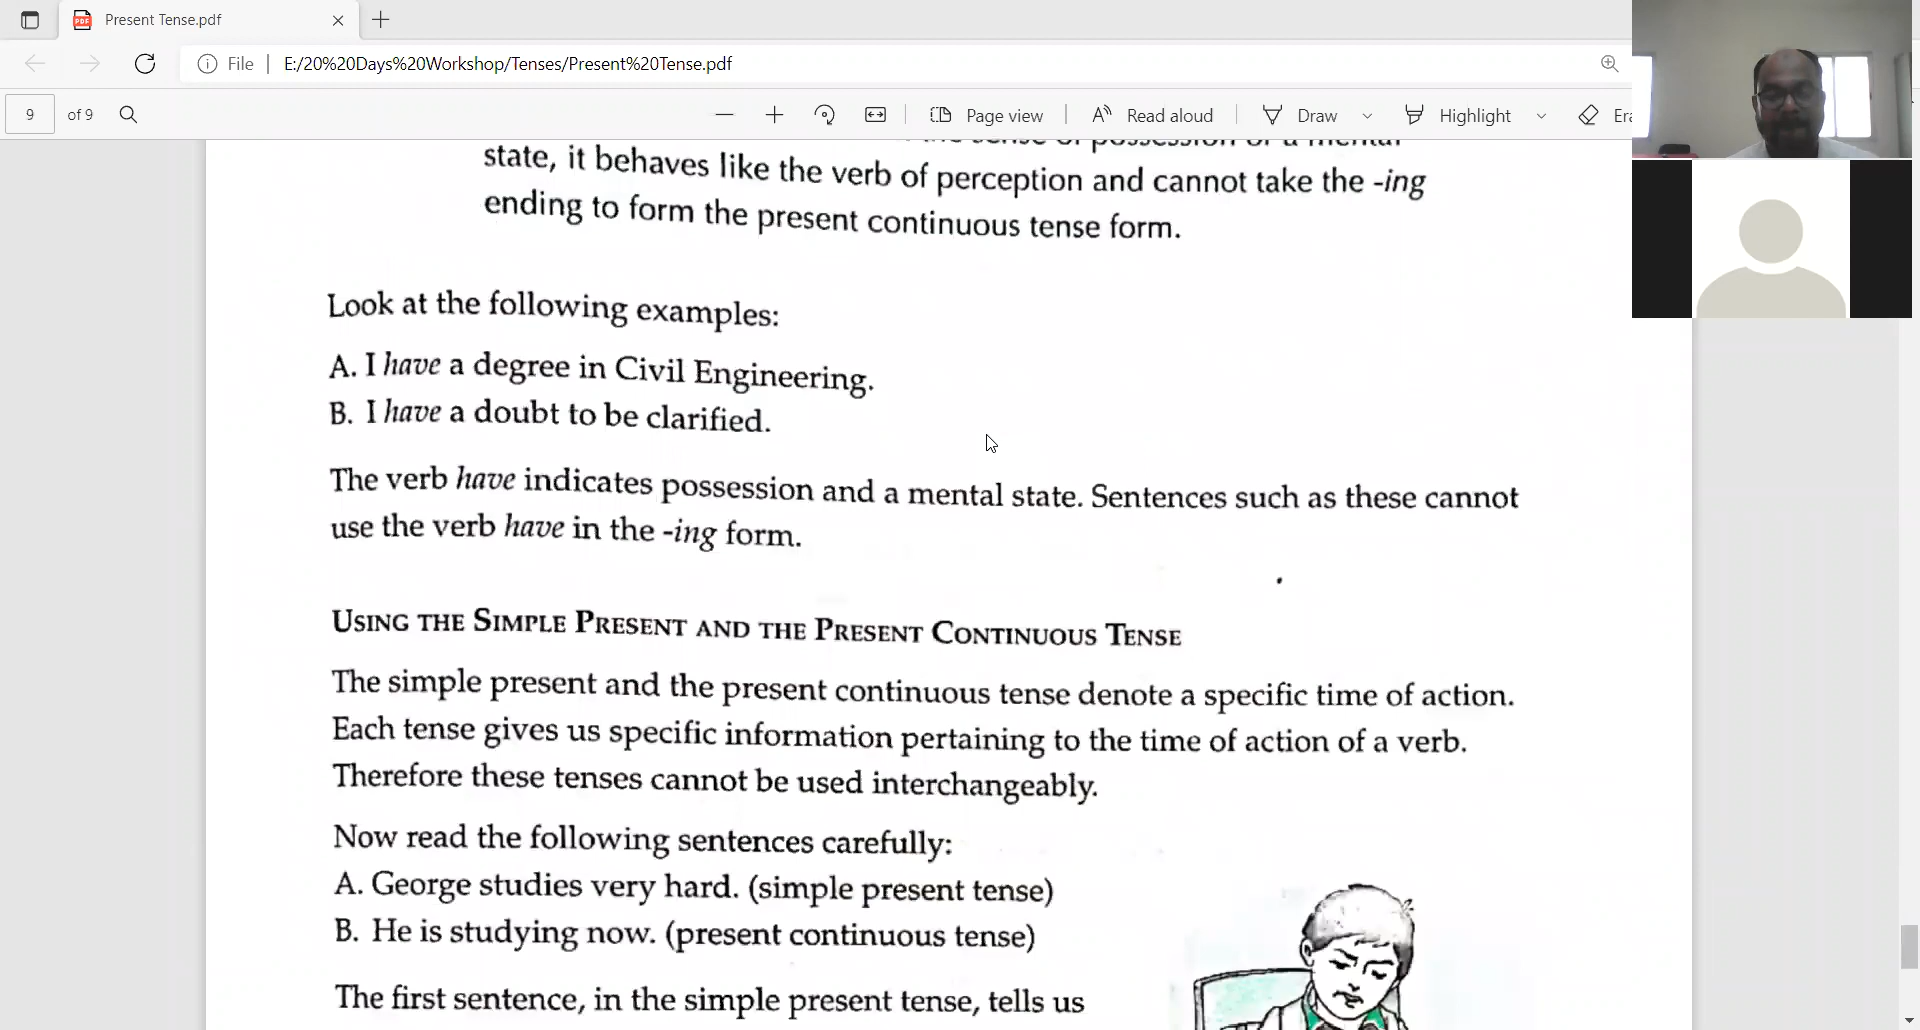 Present Tense.pdf
File
E:/20%20Days%20Workshop/Tenses/Present%20Tense.pdf
9 of 9
Page view
Read aloud
Draw
Highlight
Era
the sense of possession or a mental
state, it behaves like the verb of perception and cannot take the -ing
ending to form the present continuous tense form.
Look at the following examples:
A. I have a degree in Civil Engineering.
B. I have a doubt to be clarified.
The verb have indicates possession and a mental state. Sentences such as these cannot
use the verb have in the -ing form.
USING THE SIMPLE PRESENT AND THE PRESENT CONTINUOUS TENSE
The simple present and the present continuous tense denote a specific time of action.
Each tense gives us specific information pertaining to the time of action of a verb.
Therefore these tenses cannot be used interchangeably.
Now read the following sentences carefully:
A. George studies very hard. (simple present tense)
B. He is studying now. (present continuous tense)
The first sentence, in the simple present tense, tells us